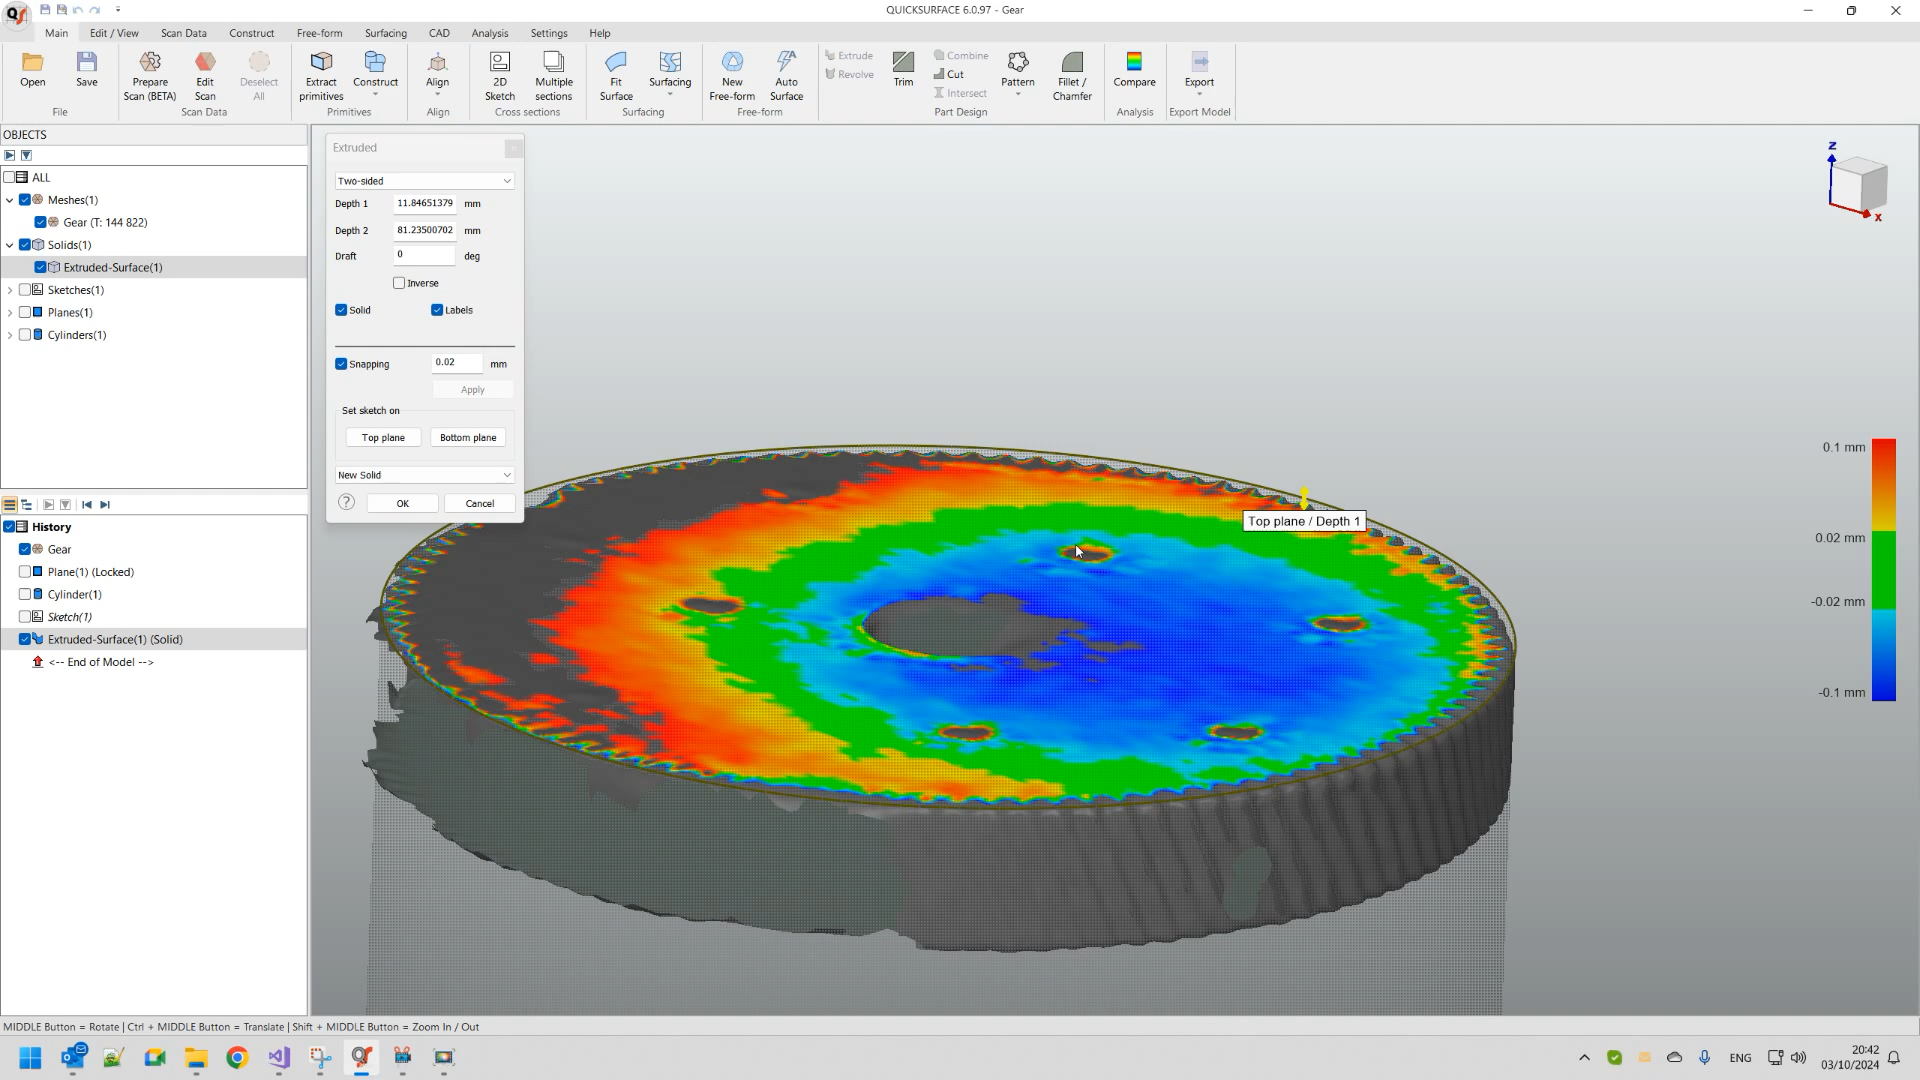 QUICKSURFACE 6.0.97 - Gear
QS
Main Edit / View Scan Data Construct Free-form Surfacing CAD Analysis Settings Help
Open Save
File
Prepare Scan (BETA) Edit Scan Deselect All
Scan Data
Extract primitives Construct
Primitives
Align
Align
2D Sketch Multiple sections
Cross sections
Fit Surface Surfacing
Surfacing
New Free-form Auto Surface
Free-form
Extrude
Revolve
Trim
Combine
Cut
Intersect
Pattern
Fillet / Chamfer
Part Design
Compare
Analysis
Export
Export Model
OBJECTS
ALL
Meshes(1)
Gear (T: 144 822)
Solids(1)
Extruded-Surface(1)
Sketches(1)
Planes(1)
Cylinders(1)
History
Gear
Plane(1) (Locked)
Cylinder(1)
Sketch(1)
Extruded-Surface(1) (Solid)
<-- End of Model -->
Extruded
Two-sided
Depth 1 11.84651379 mm
Depth 2 81.23500702 mm
Draft 0 deg
Inverse
Solid Labels
Snapping 0.02 mm
Apply
Set sketch on
Top plane Bottom plane
New Solid
? OK Cancel
Top plane / Depth 1
Z
X
0.1 mm
0.02 mm
-0.02 mm
-0.1 mm
MIDDLE Button = Rotate | Ctrl + MIDDLE Button = Translate | Shift + MIDDLE Button = Zoom In / Out
ENG
20:42
03/10/2024